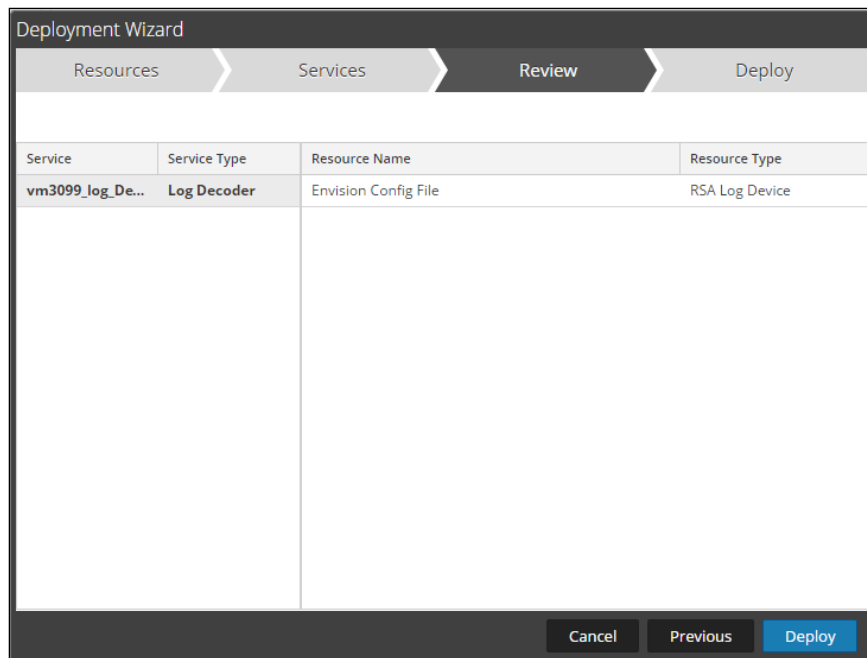 Deployment Wizard
Resources Services Review Deploy
Service Service Type Resource Name Resource Type
vm3099_log_De... Log Decoder Envision Config File RSA Log Device
Cancel Previous Deploy